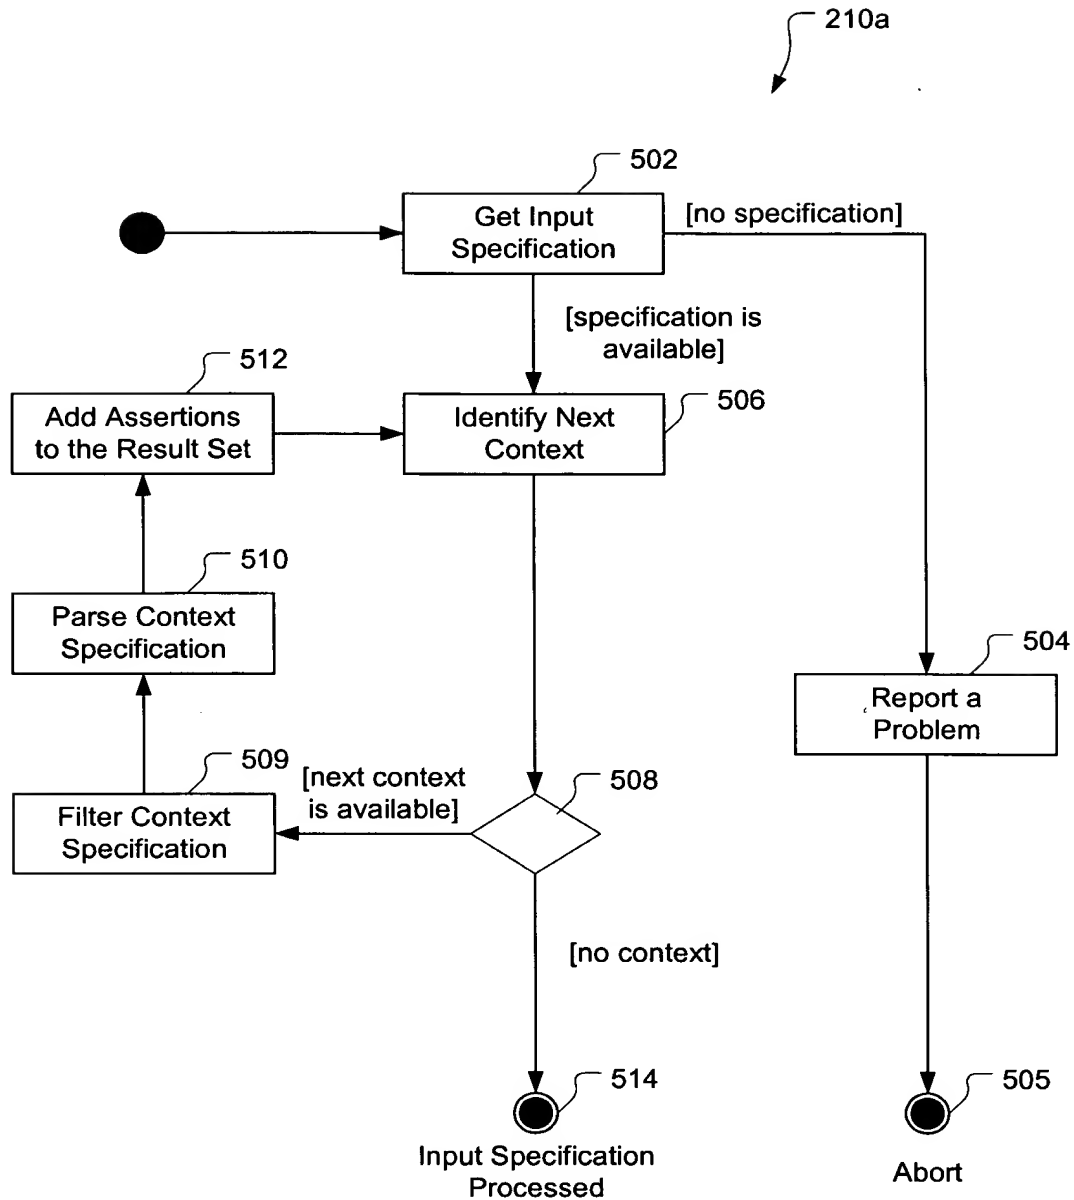 210a
502
Get Input
Specification
[no specification]
[specification is
available]
512
Add Assertions
to the Result Set
506
Identify Next
Context
510
Parse Context
Specification
504
Report a
Problem
509
Filter Context
Specification
[next context
is available]
508
[no context]
514
Input Specification
Processed
505
Abort